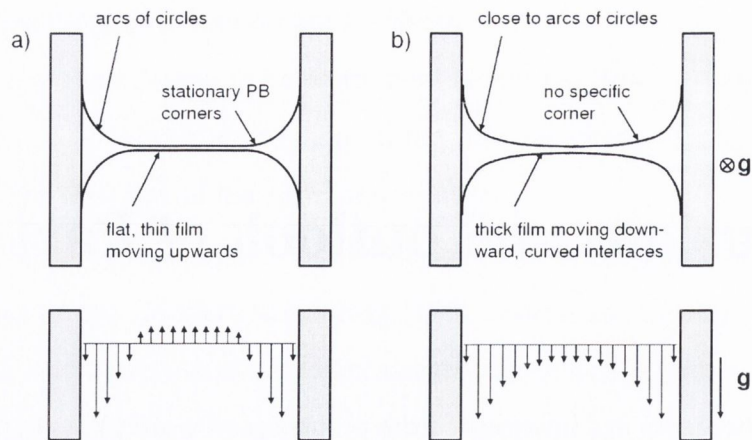 a)
arcs of circles
stationary PB
corners
flat, thin film
moving upwards
b)
close to arcs of circles
no specific
corner
⊗g
thick film moving down-
ward, curved interfaces
g